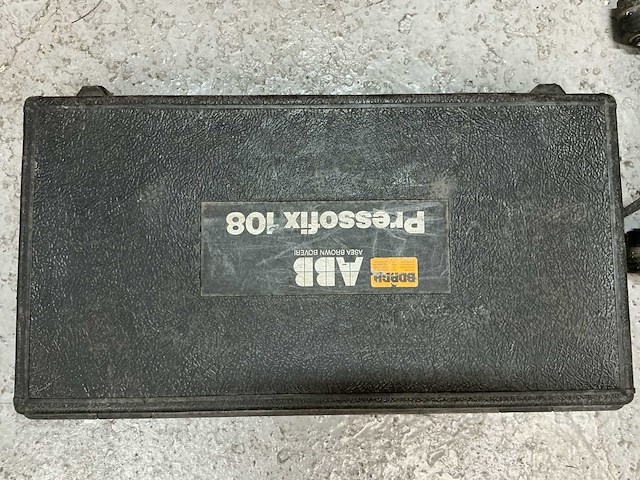 ABB
ASEA BROWN BOVERI
Pressofix 108